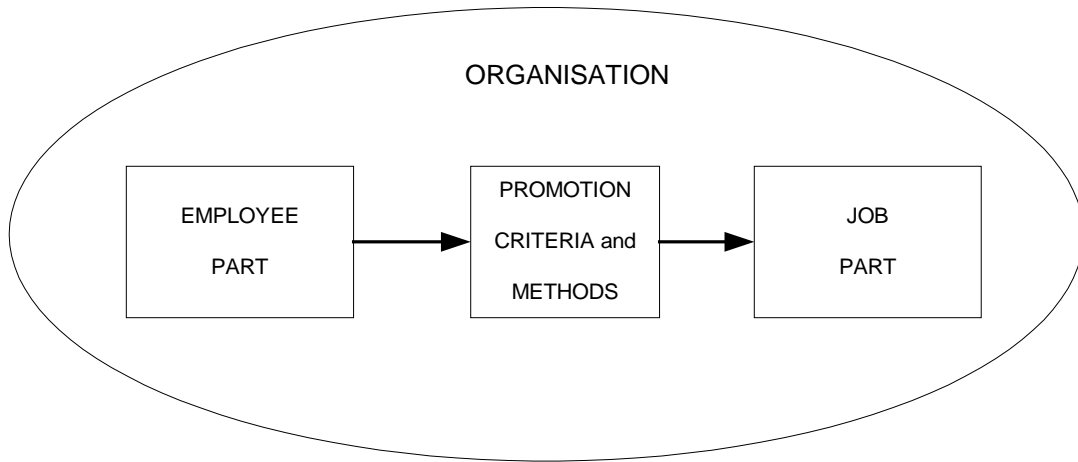 ORGANISATION
EMPLOYEE
PART
PROMOTION
CRITERIA and
METHODS
JOB
PART